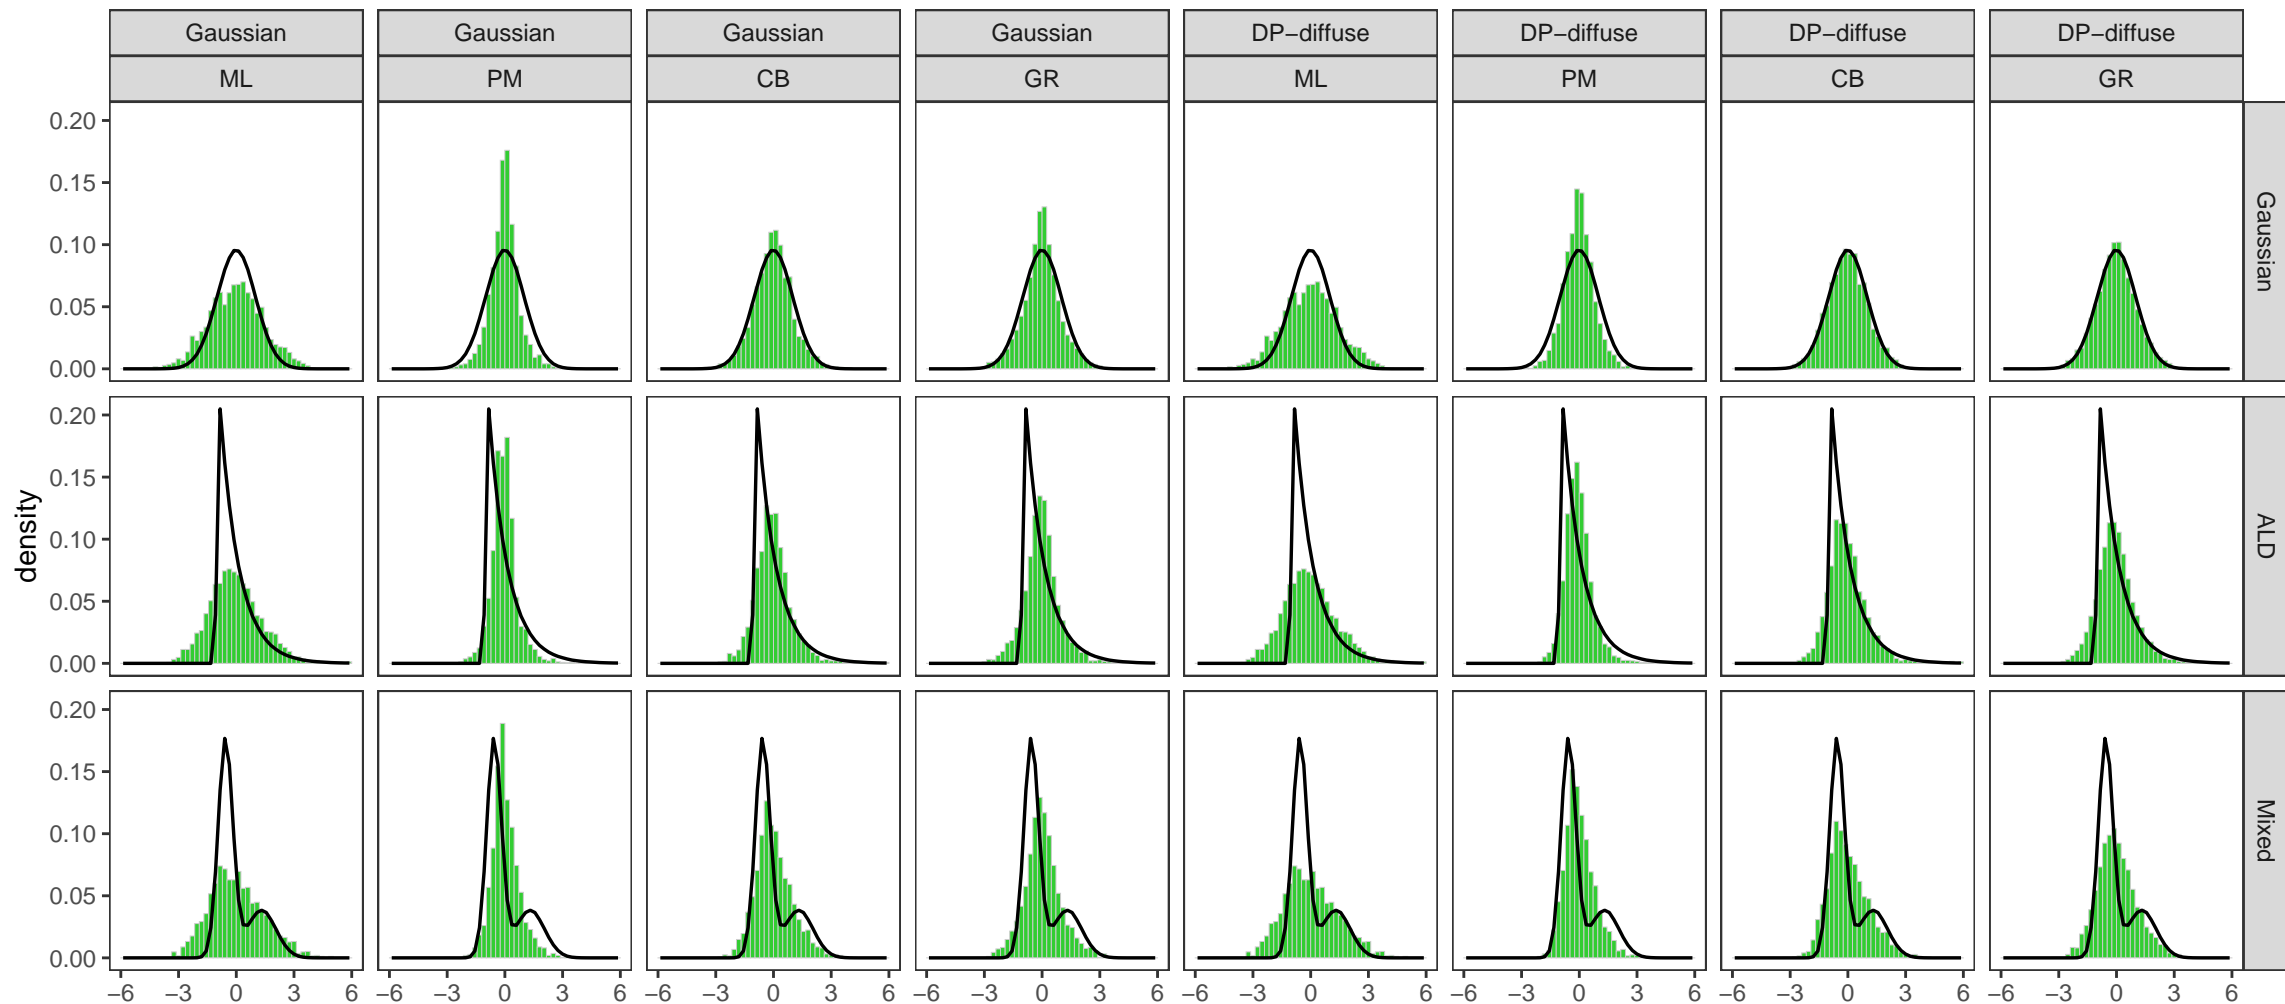 Gaussian Gaussian Gaussian Gaussian DP−diffuse DP−diffuse DP−diffuse DP−diffuse
ML PM CB GR ML PM CB GR
0.20
0.15
0.10
0.05
0.00
Gaussian
0.20
0.15
0.10
0.05
0.00
ALD
density
0.20
0.15
0.10
0.05
0.00
Mixed
−6 −3 0 3 6 −6 −3 0 3 6 −6 −3 0 3 6 −6 −3 0 3 6 −6 −3 0 3 6 −6 −3 0 3 6 −6 −3 0 3 6 −6 −3 0 3 6